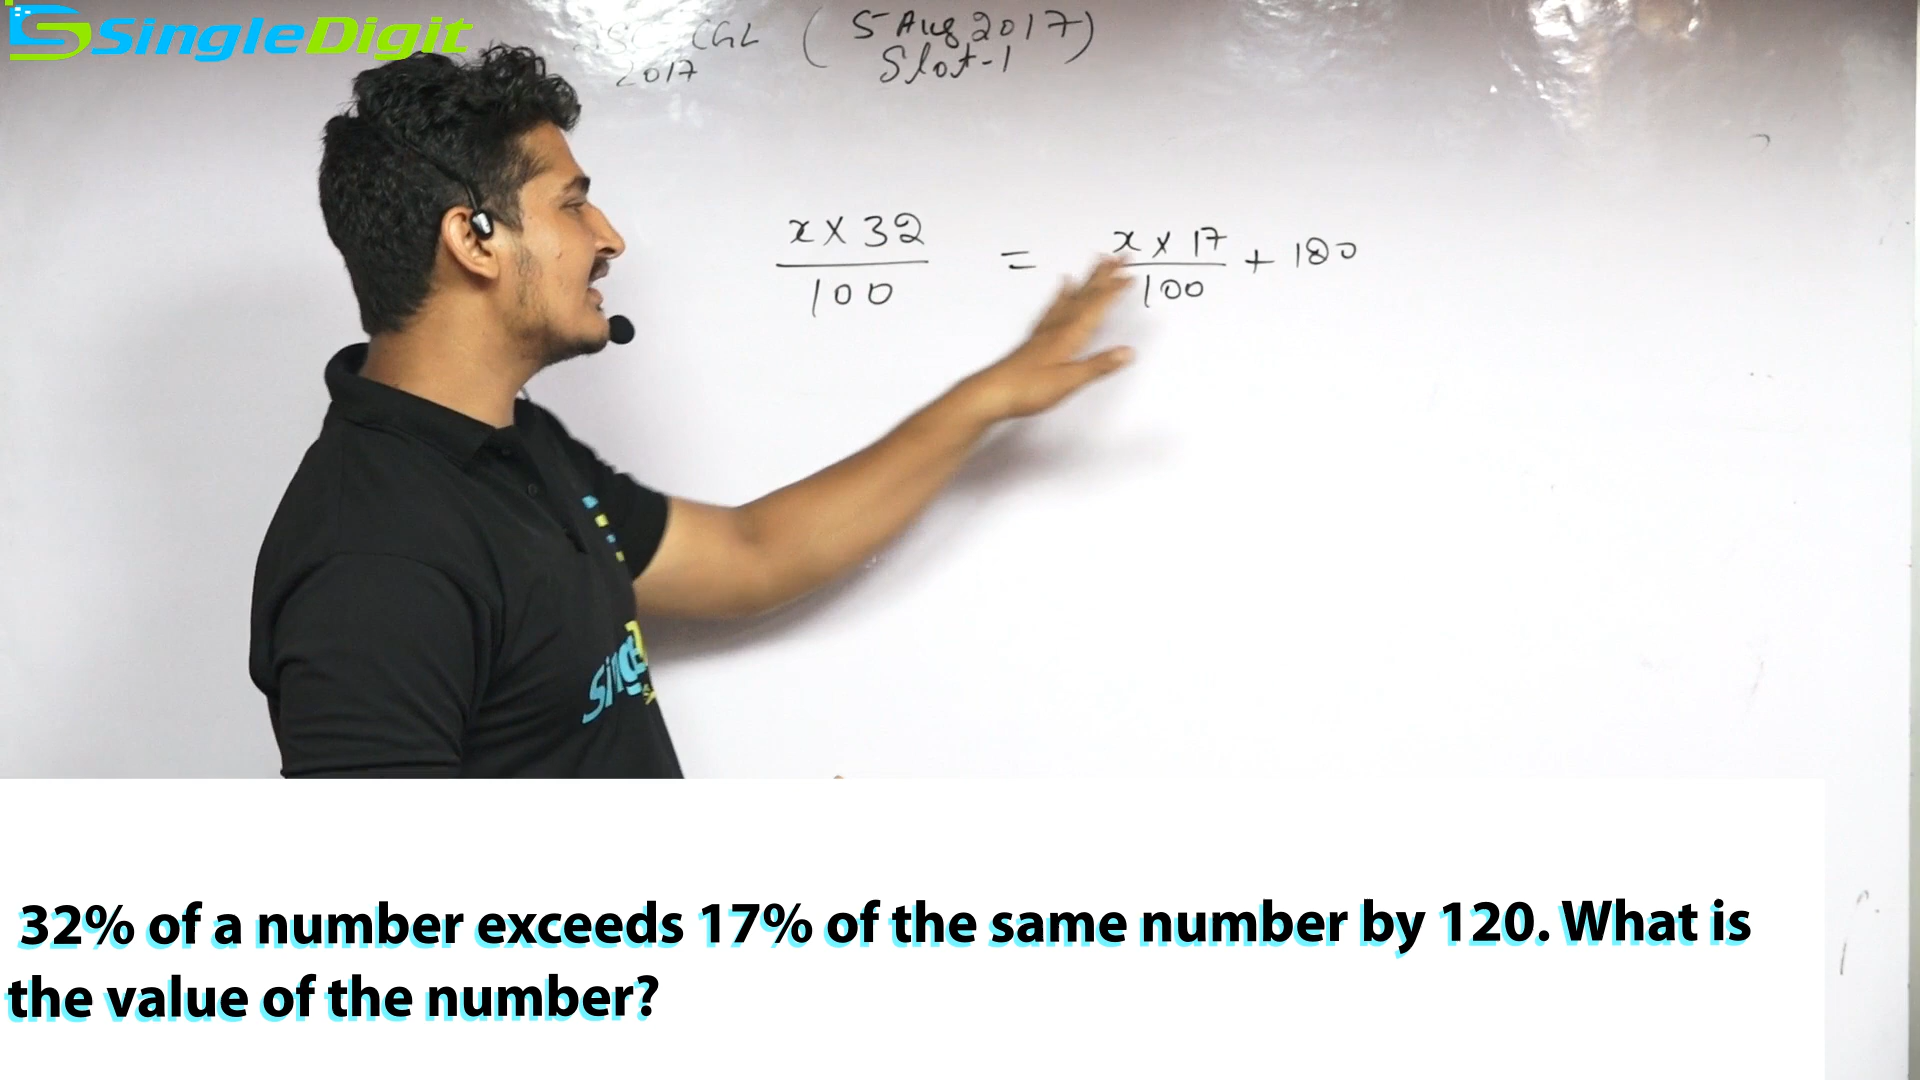 SingleDigit
SSC CGL ( 5 Aug 2017 )
2017 Slot-1
x × 32 = x × 17 + 180
100 100
32% of a number exceeds 17% of the same number by 120. What is
the value of the number?